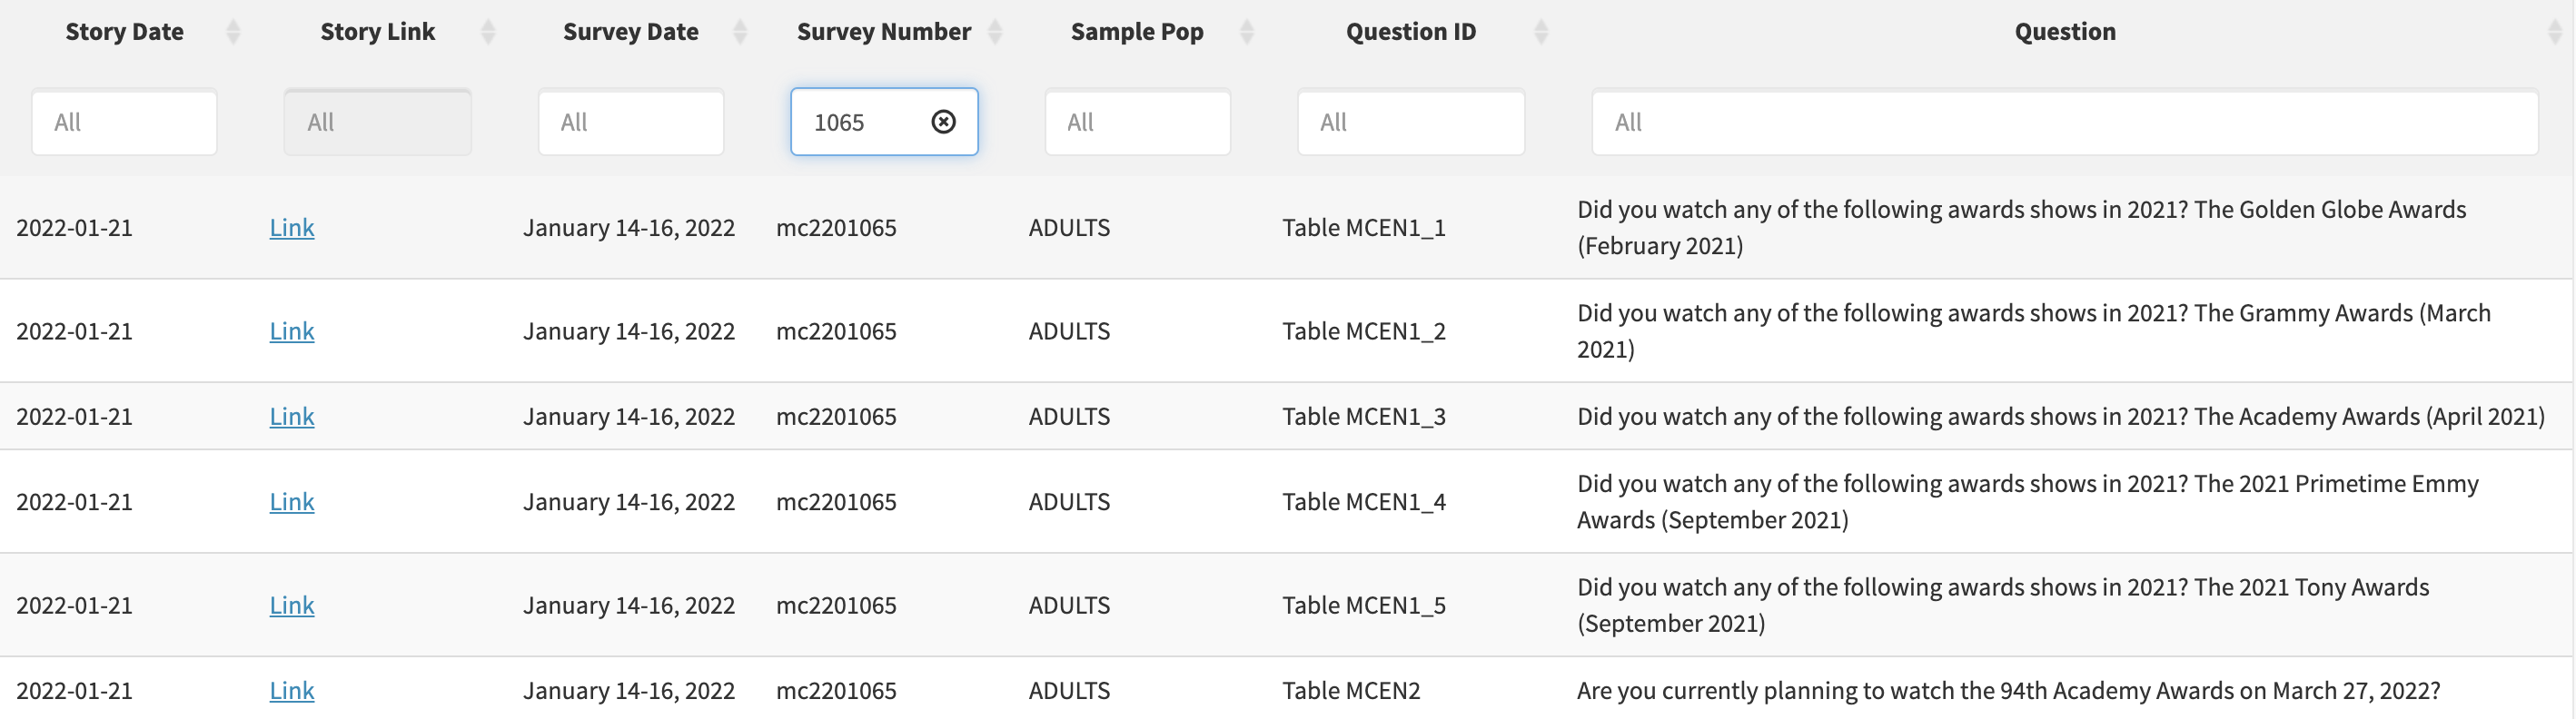 Story Date Story Link Survey Date Survey Number Sample Pop Question ID Question
All All All 1065 All All All
2022-01-21 Link January 14-16, 2022 mc2201065 ADULTS Table MCEN1_1 Did you watch any of the following awards shows in 2021? The Golden Globe Awards
(February 2021)
2022-01-21 Link January 14-16, 2022 mc2201065 ADULTS Table MCEN1_2 Did you watch any of the following awards shows in 2021? The Grammy Awards (March
2021)
2022-01-21 Link January 14-16, 2022 mc2201065 ADULTS Table MCEN1_3 Did you watch any of the following awards shows in 2021? The Academy Awards (April 2021)
2022-01-21 Link January 14-16, 2022 mc2201065 ADULTS Table MCEN1_4 Did you watch any of the following awards shows in 2021? The 2021 Primetime Emmy
Awards (September 2021)
2022-01-21 Link January 14-16, 2022 mc2201065 ADULTS Table MCEN1_5 Did you watch any of the following awards shows in 2021? The 2021 Tony Awards
(September 2021)
2022-01-21 Link January 14-16, 2022 mc2201065 ADULTS Table MCEN2 Are you currently planning to watch the 94th Academy Awards on March 27, 2022?